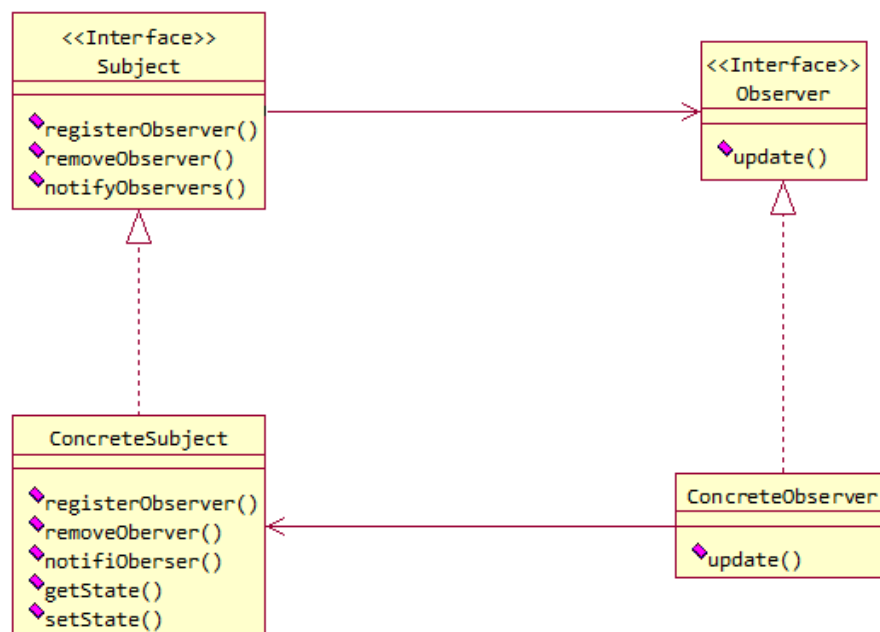 <<Interface>>
Subject
registerObserver()
removeObserver()
notifyObservers()
<<Interface>>
Observer
update()
ConcreteSubject
registerObserver()
removeOberver()
notifiOberser()
getState()
setState()
ConcreteObserver
update()